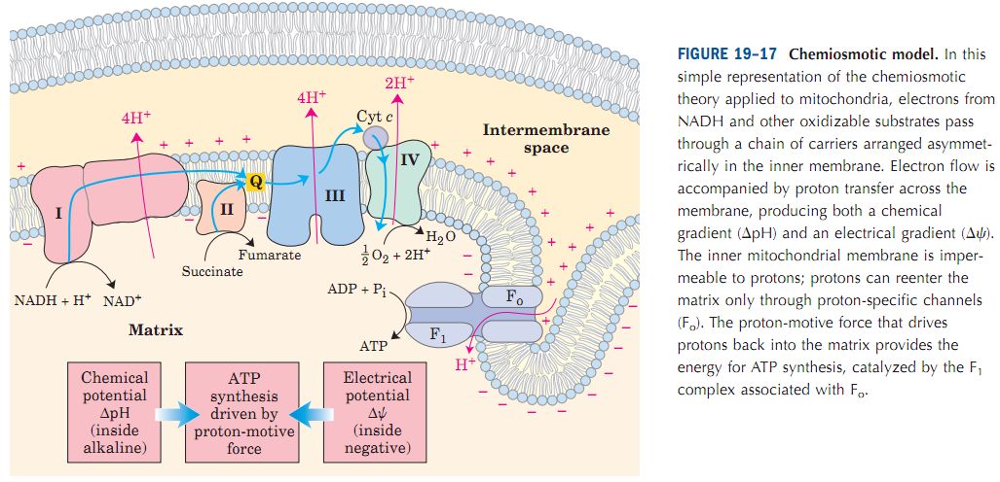 4H⁺
4H⁺
2H⁺
Cyt c
Intermembrane
space
I
II
Q
III
IV
NADH + H⁺
NAD⁺
Succinate
Fumarate
½O₂ + 2H⁺
H₂O
ADP + Pᵢ
ATP
Fₒ
F₁
H⁺
Matrix
Chemical
potential
ΔpH
(inside
alkaline)
ATP
synthesis
driven by
proton-motive
force
Electrical
potential
Δψ
(inside
negative)
FIGURE 19–17 Chemiosmotic model. In this
simple representation of the chemiosmotic
theory applied to mitochondria, electrons from
NADH and other oxidizable substrates pass
through a chain of carriers arranged asymmet-
rically in the inner membrane. Electron flow is
accompanied by proton transfer across the
membrane, producing both a chemical
gradient (ΔpH) and an electrical gradient (Δψ).
The inner mitochondrial membrane is imper-
meable to protons; protons can reenter the
matrix only through proton-specific channels
(Fₒ). The proton-motive force that drives
protons back into the matrix provides the
energy for ATP synthesis, catalyzed by the F₁
complex associated with Fₒ.